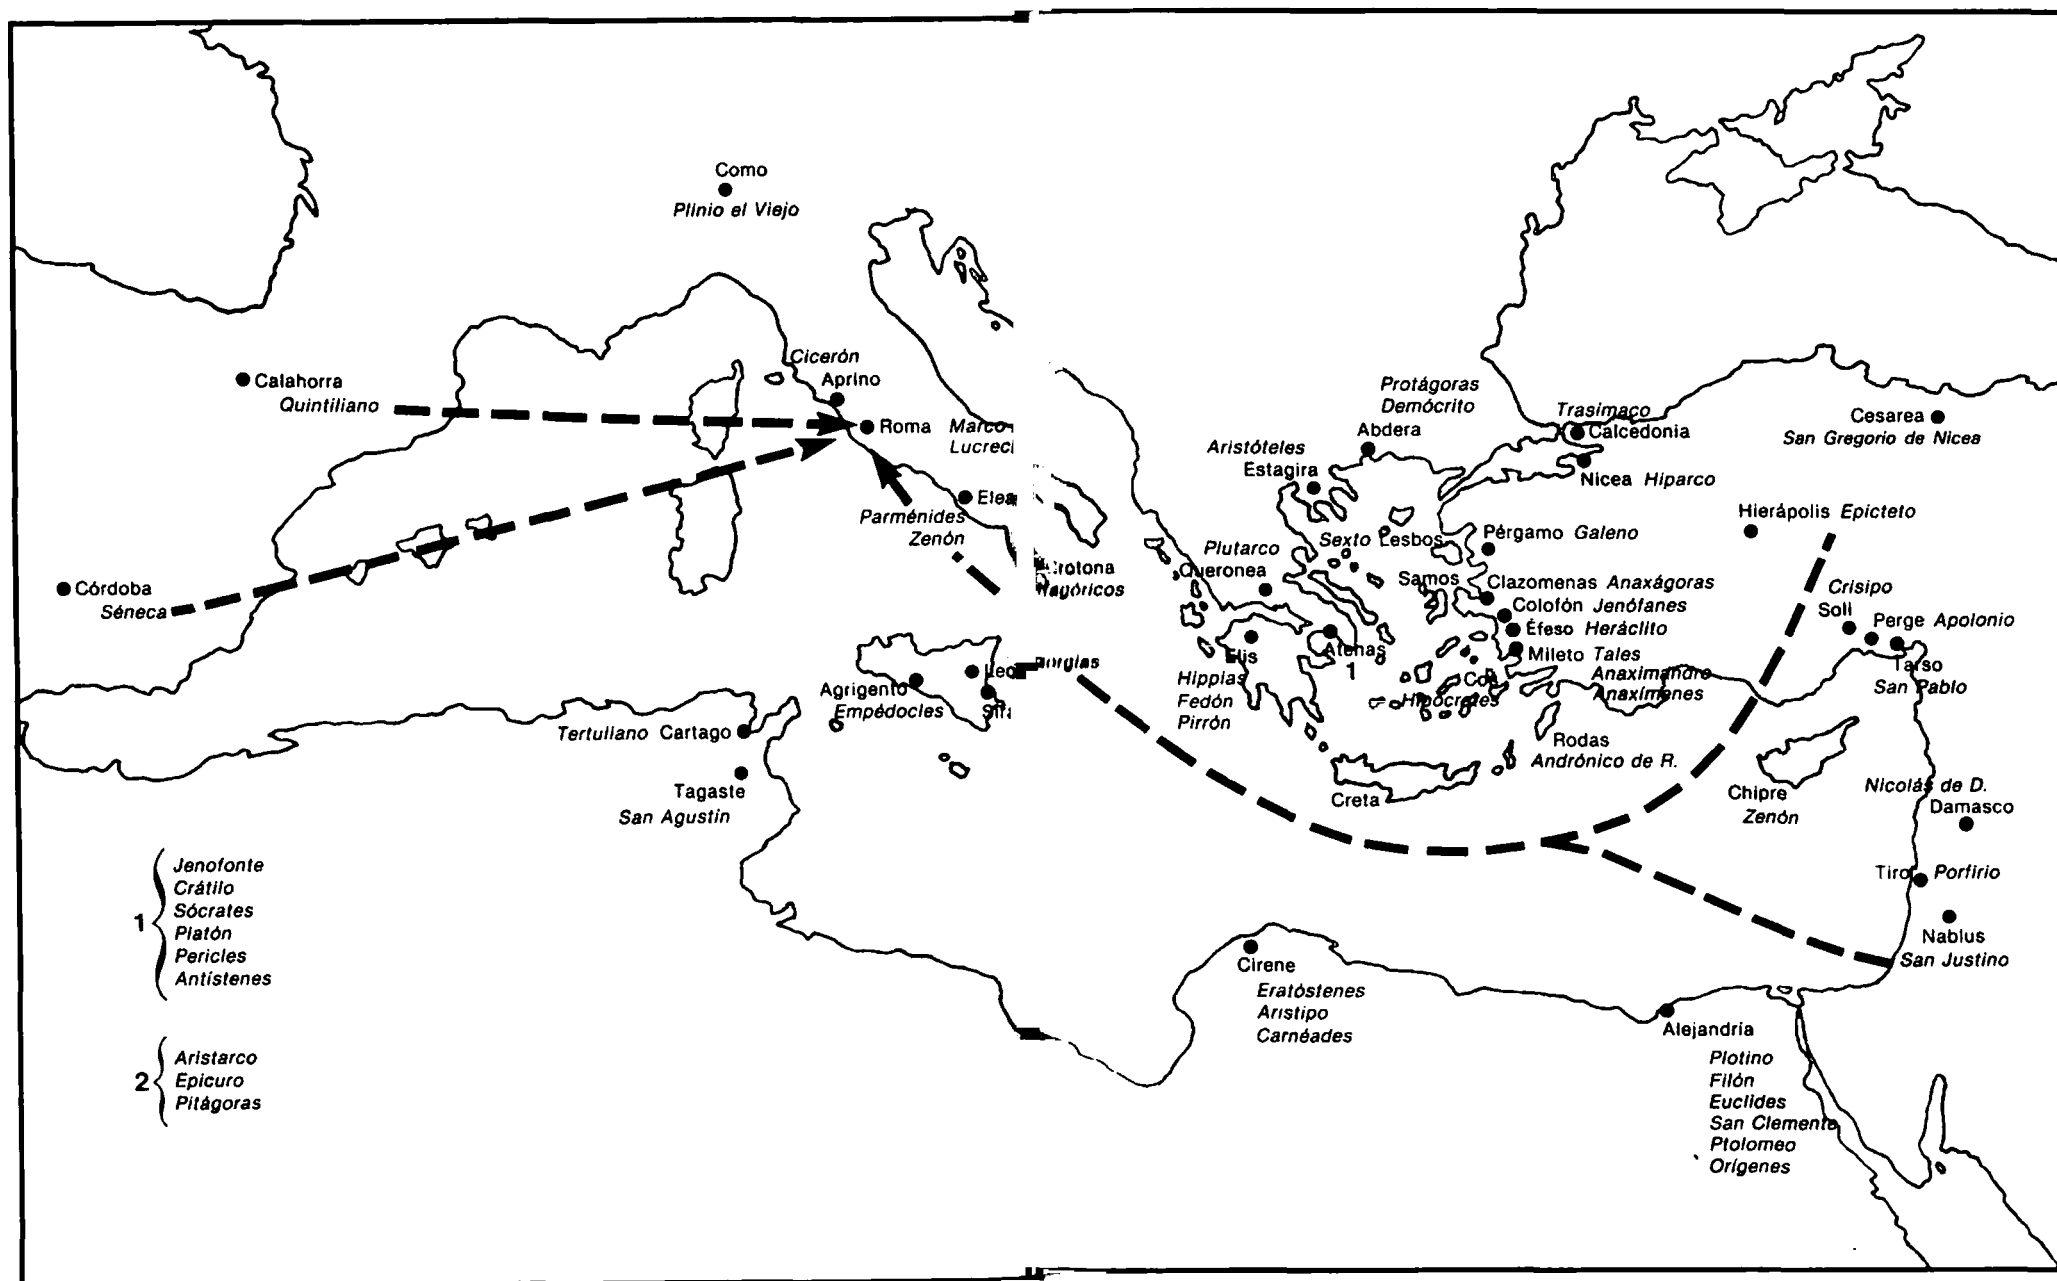 Como
Plinio el Viejo
Calahorra
Quintiliano
Cicerón
Aprino
Roma
Marco
Parménides
Zenón
Córdoba
Séneca
Agrigento
Empédocles
Tertuliano Cartago
Tagaste
San Agustín
1
Jenofonte
Crátilo
Sócrates
Platón
Pericles
Antístenes
2
Aristarco
Epicuro
Pitágoras
Protágoras
Demócrito
Abdera
Aristóteles
Estagira
Trasimaco
Calcedonia
Nicea Hiparco
Cesarea
San Gregorio de Nicea
Hierápolis Epicteto
Sexto Lesbos
Pérgamo Galeno
Plutarco
Queronea
Samos
Clazomenas Anaxágoras
Colofón Jenófanes
Éfeso Heráclito
Mileto Tales
Anaximandro
Anaxímenes
Crisipo
Soli
Perge Apolonio
Tarso
San Pablo
Elis
Hippias
Fedón
Pirrón
Atenas
1
Cos
Hipócrates
Rodas
Andrónico de R.
Creta
Chipre
Zenón
Nicolás de D.
Damasco
Tiro Porfirio
Nablus
San Justino
Cirene
Eratóstenes
Aristipo
Carnéades
Alejandría
Plotino
Filón
Euclides
San Clemente
Ptolomeo
Orígenes